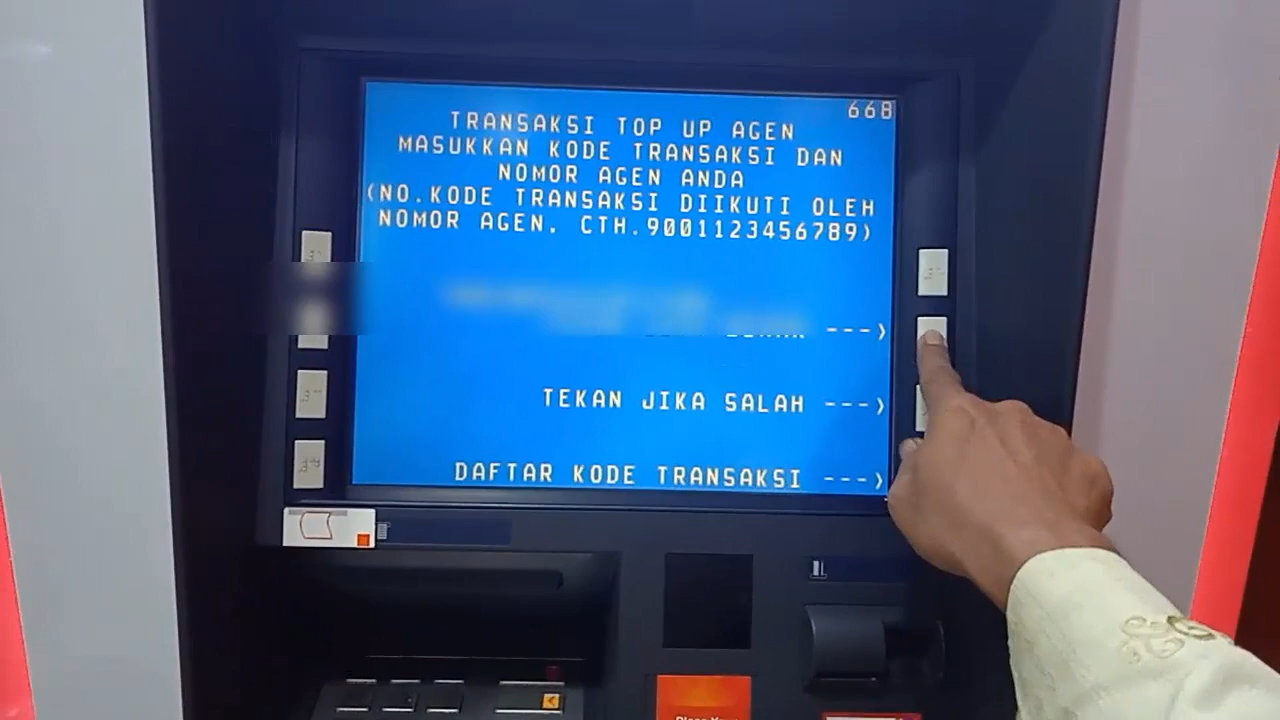 668
TRANSAKSI TOP UP AGEN
MASUKKAN KODE TRANSAKSI DAN
NOMOR AGEN ANDA
(NO.KODE TRANSAKSI DIIKUTI OLEH
NOMOR AGEN. CTH.9001123456789)
--->
TEKAN JIKA SALAH --->
DAFTAR KODE TRANSAKSI --->